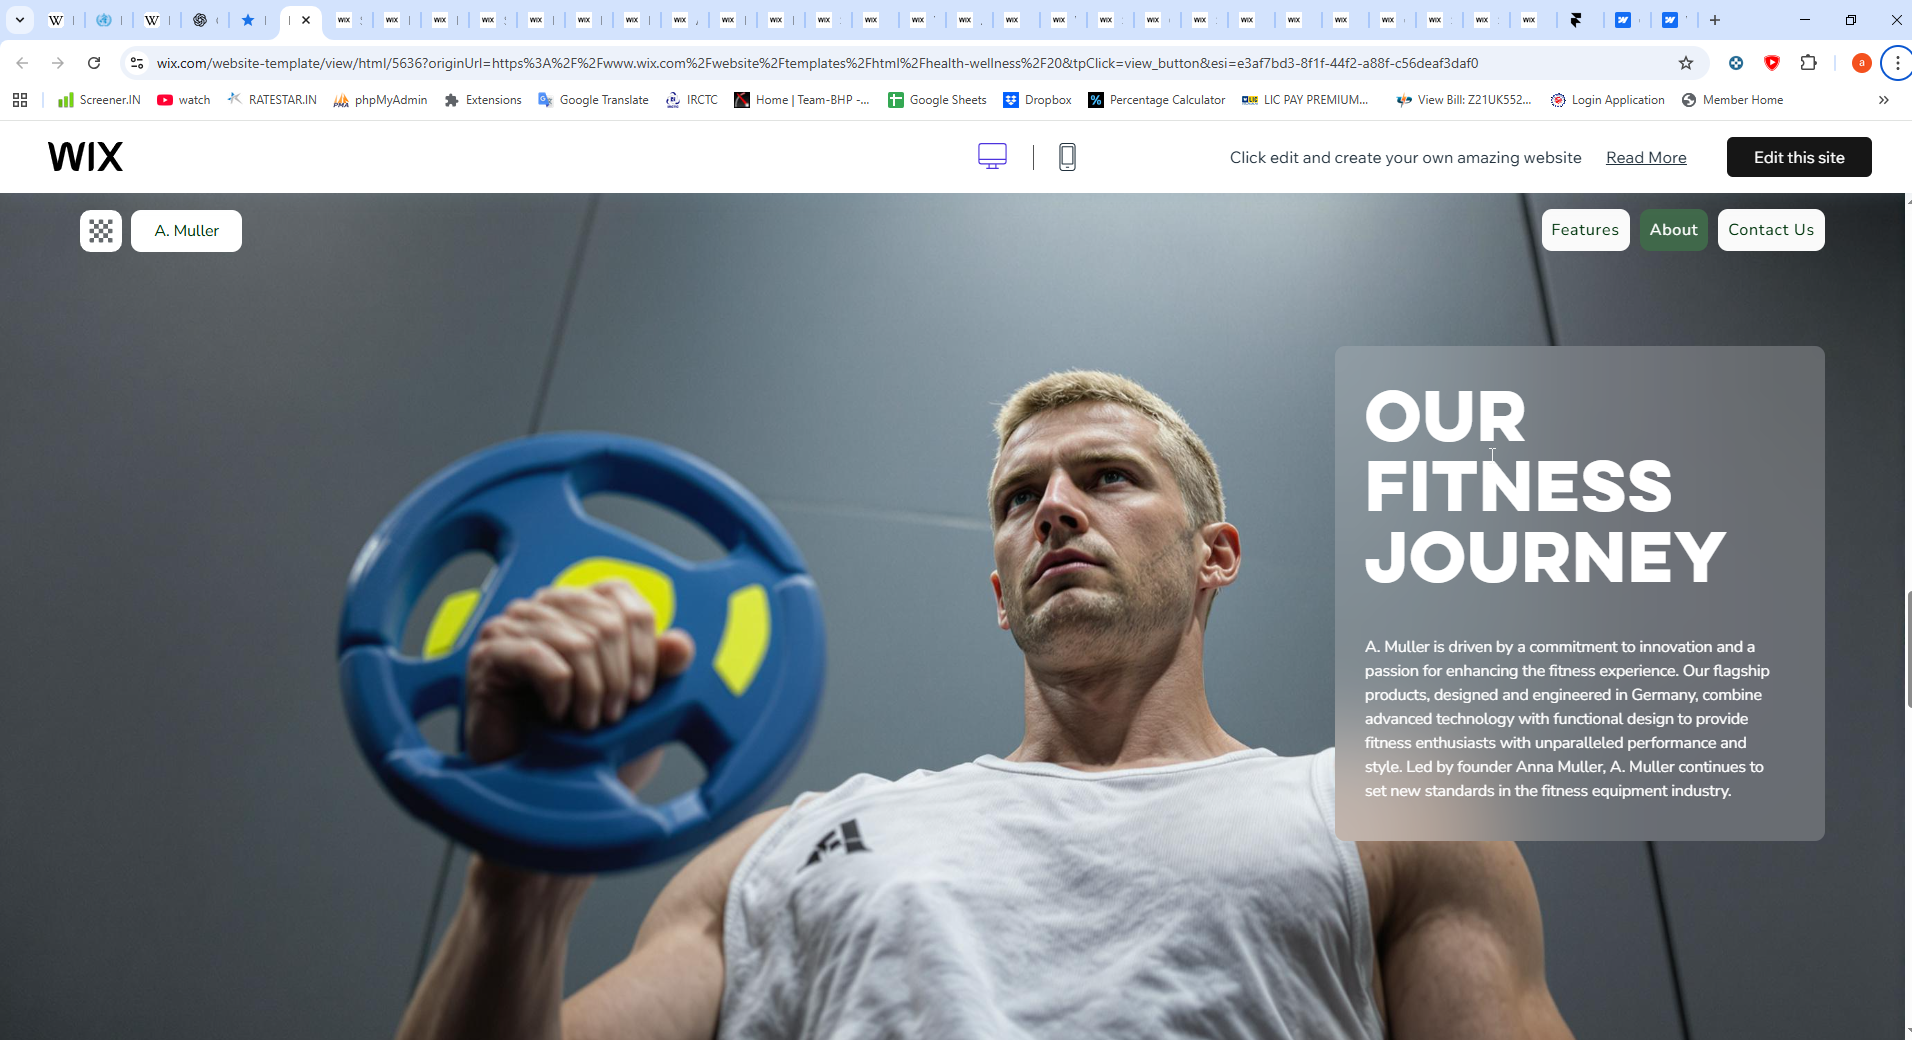 wix.com/website-template/view/html/5636?originUrl=https%3A%2F%2Fwww.wix.com%2Fwebsite%2Ftemplates%2Fhtml%2Fhealth-wellness%2F20&tpClick=view_button&esi=e3af7bd3-8f1f-44f2-a88f-c56deaf3daf0
a
Screener.IN watch RATESTAR.IN phpMyAdmin Extensions Google Translate IRCTC Home | Team-BHP -... Google Sheets Dropbox Percentage Calculator LIC PAY PREMIUM... View Bill: Z21UK552... Login Application Member Home
WIX
Click edit and create your own amazing website Read More Edit this site
A. Muller
Features About Contact Us
OUR
FITNESS
JOURNEY
A. Muller is driven by a commitment to innovation and a
passion for enhancing the fitness experience. Our flagship
products, designed and engineered in Germany, combine
advanced technology with functional design to provide
fitness enthusiasts with unparalleled performance and
style. Led by founder Anna Muller, A. Muller continues to
set new standards in the fitness equipment industry.